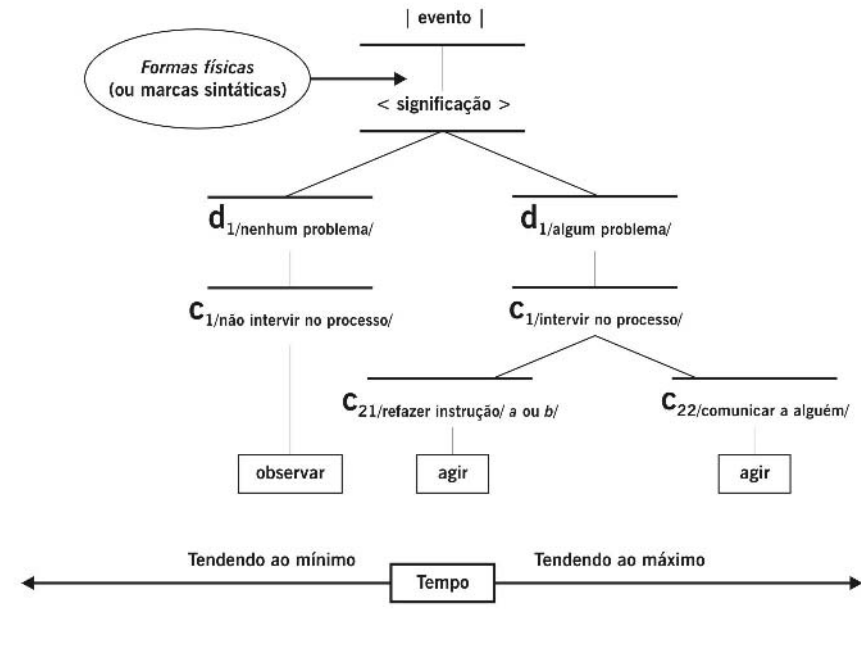 | evento |
Formas físicas
(ou marcas sintáticas)
< significação >
d1/nenhum problema/
d1/algum problema/
c1/não intervir no processo/
c1/intervir no processo/
c21/refazer instrução/ a ou b/
c22/comunicar a alguém/
observar
agir
agir
Tendendo ao mínimo
Tendendo ao máximo
Tempo